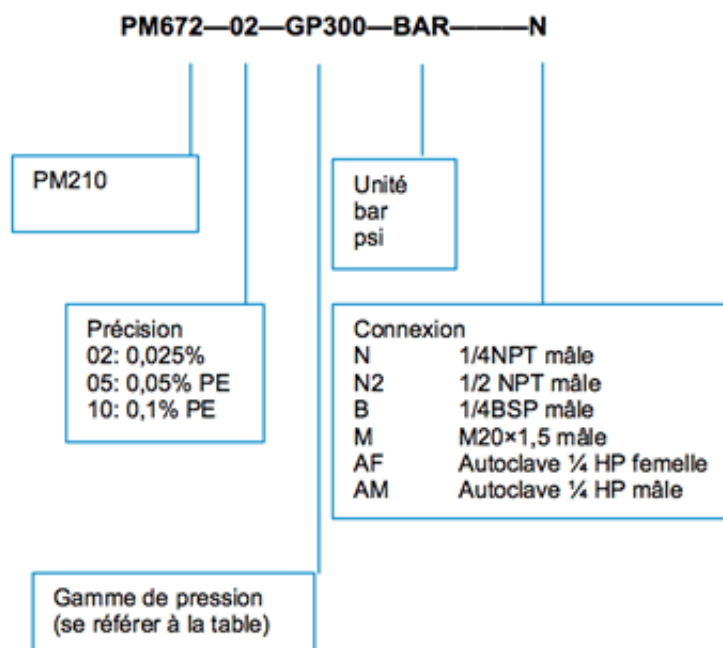 PM672—02—GP300—BAR———N
PM210
Unité
bar
psi
Précision
02: 0,025%
05: 0,05% PE
10: 0,1% PE
Connexion
N 1/4NPT mâle
N2 1/2 NPT mâle
B 1/4BSP mâle
M M20×1,5 mâle
AF Autoclave ¼ HP femelle
AM Autoclave ¼ HP mâle
Gamme de pression
(se référer à la table)